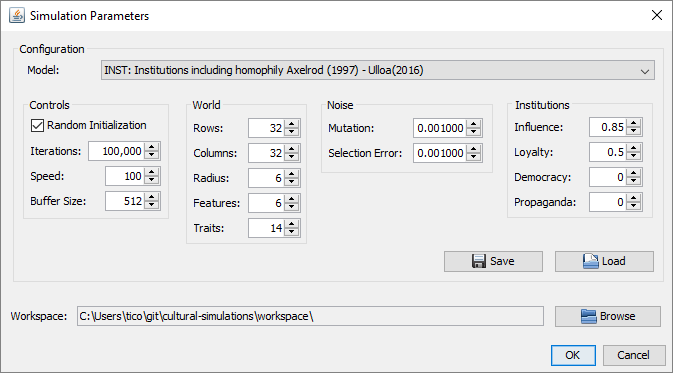 Simulation Parameters
Configuration
Model: INST: Institutions including homophily Axelrod (1997) - Ulloa(2016)
Controls
Random Initialization
Iterations: 100,000
Speed: 100
Buffer Size: 512
World
Rows: 32
Columns: 32
Radius: 6
Features: 6
Traits: 14
Noise
Mutation: 0.001000
Selection Error: 0.001000
Institutions
Influence: 0.85
Loyalty: 0.5
Democracy: 0
Propaganda: 0
Save Load
Workspace: C:\Users\tico\git\cultural-simulations\workspace\ Browse
OK Cancel